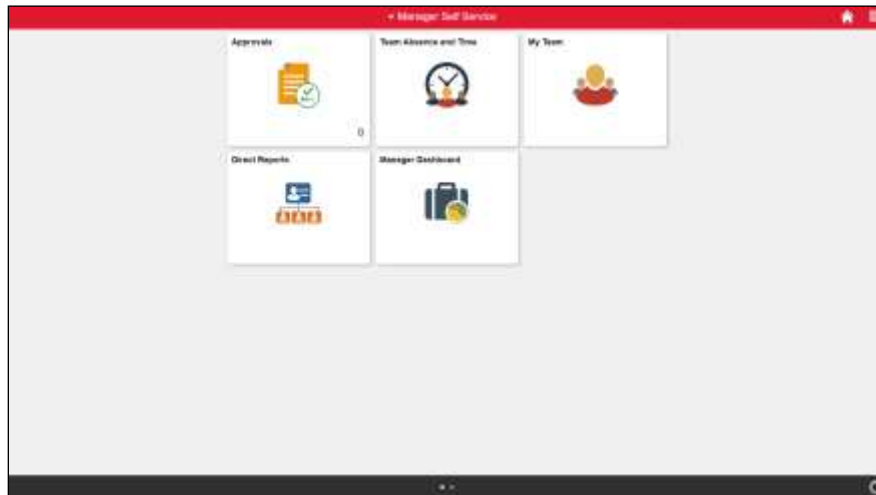 Manager Self Service
Approvals
Team Absence and Time
My Team
0
Direct Reports
Manager Dashboard